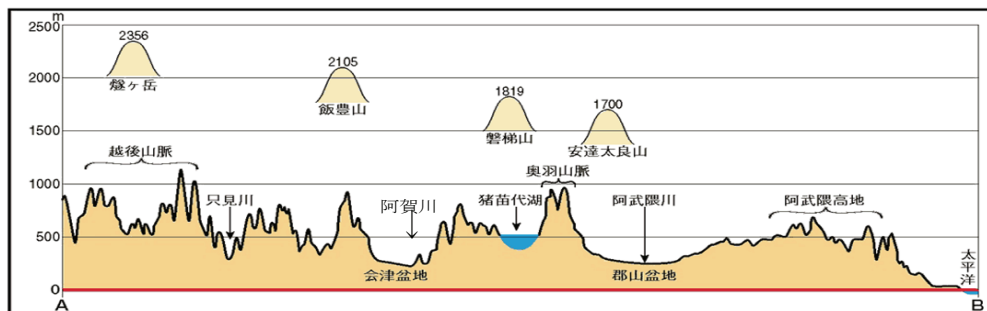 m
2500
2000
1500
1000
500
0
2356
燧ヶ岳
2105
飯豊山
1819
磐梯山
1700
安達太良山
越後山脈
只見川
阿賀川
猪苗代湖
奥羽山脈
阿武隈川
阿武隈高地
会津盆地
郡山盆地
太平洋
A
B